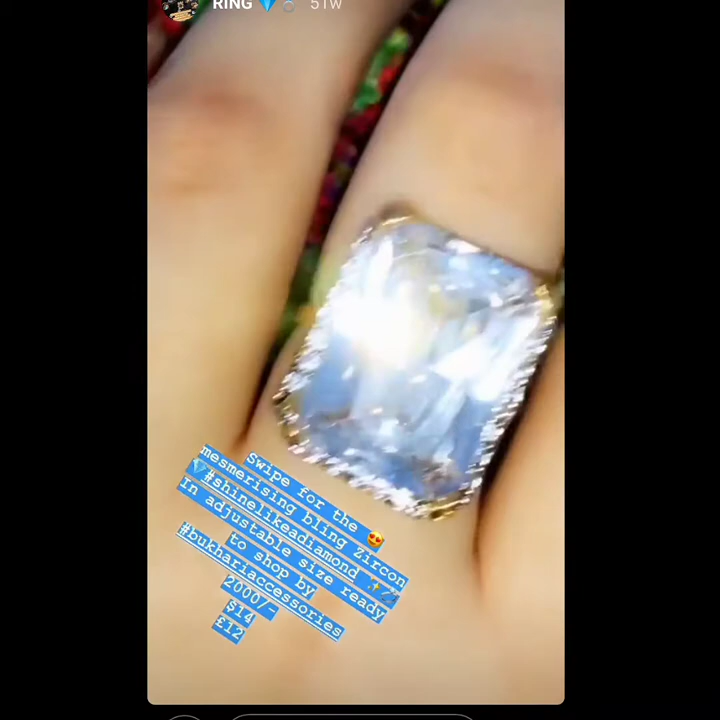 RING 💎💍 51W
Swipe for the 😍
mesmerising bling Zircon
💎#shinelikeadiamond ✨💎
In adjustable size ready
to shop by
#bukhariaccessories
2000/-
$14
£12